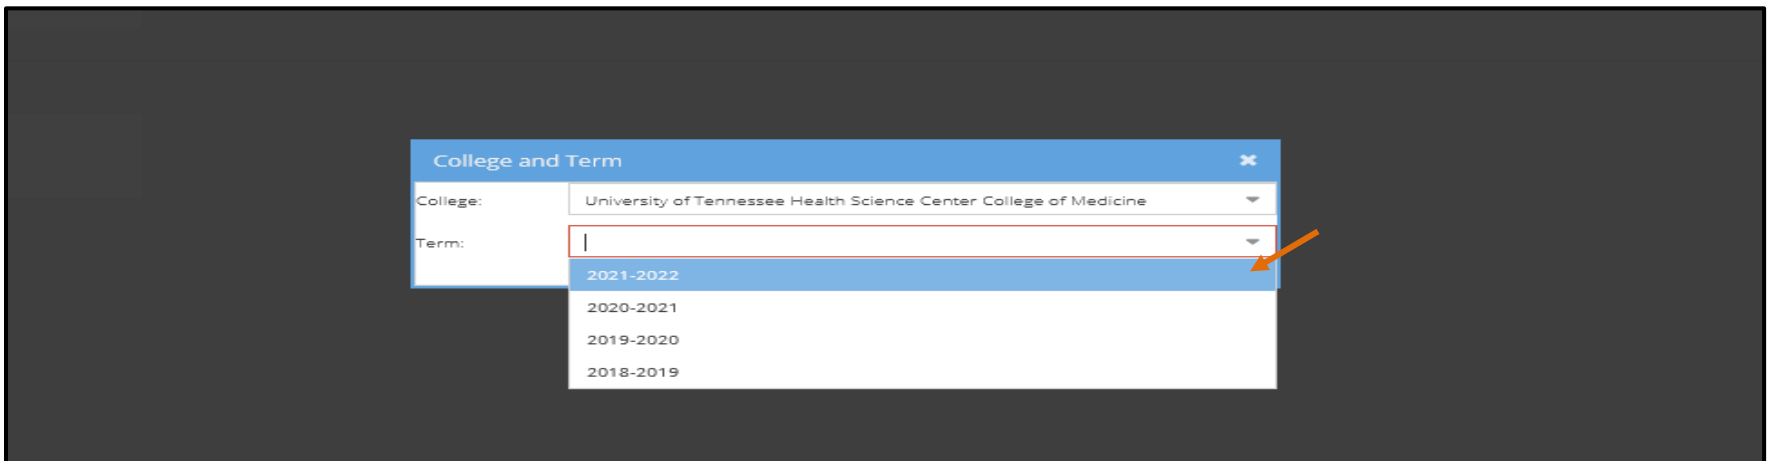 College and Term
College: University of Tennessee Health Science Center College of Medicine
Term:
2021-2022
2020-2021
2019-2020
2018-2019